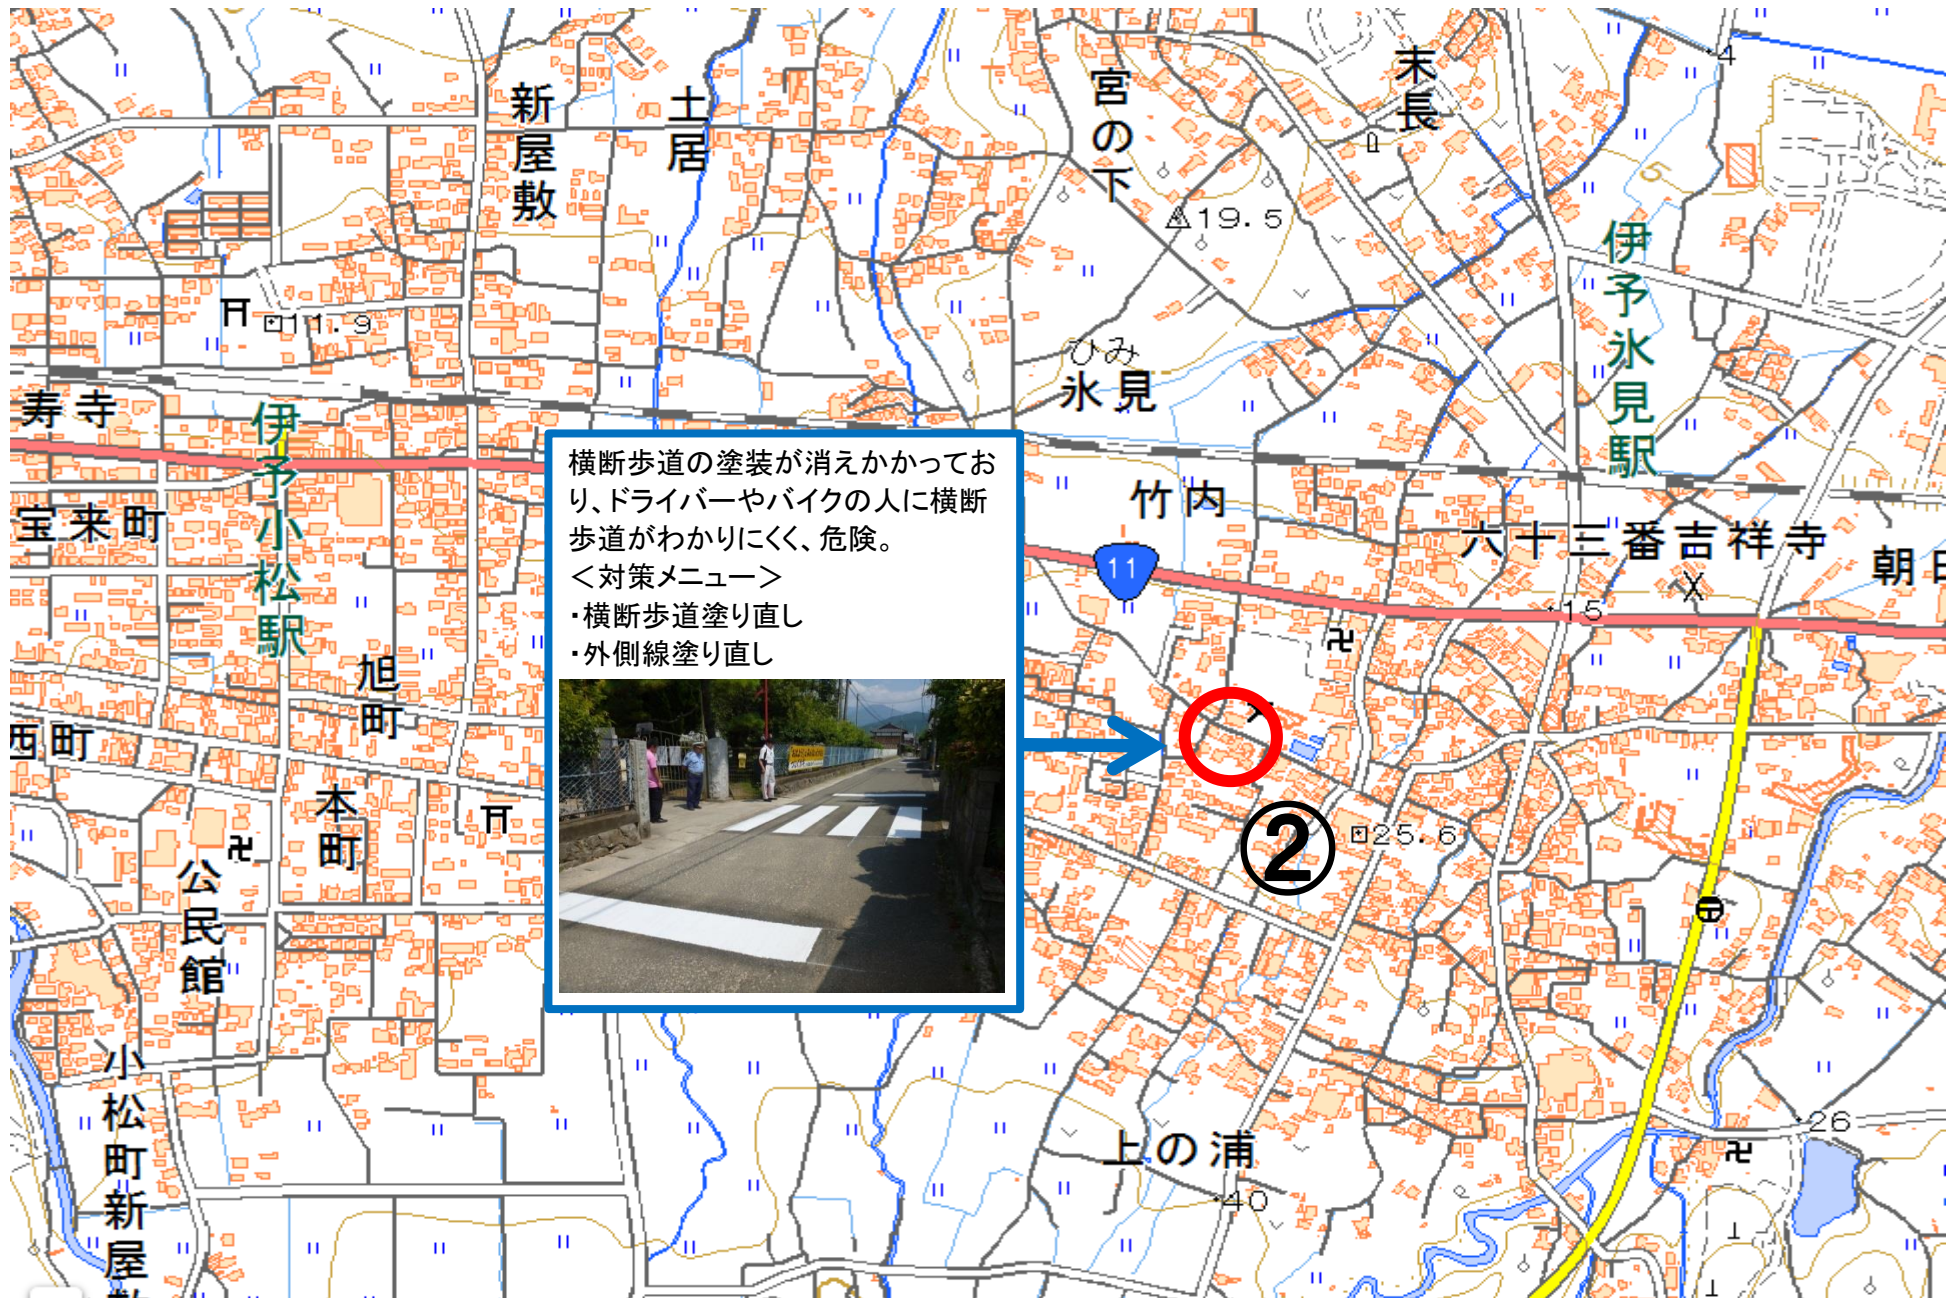 新屋敷
土居
宮の下
末長
4
5
19.5
伊予氷見駅
11.9
ひみ
氷見
寿寺
伊予小松駅
横断歩道の塗装が消えかかってお
り、ドライバーやバイクの人に横断
歩道がわかりにくく、危険。
＜対策メニュー＞
・横断歩道塗り直し
・外側線塗り直し
竹内
11
六十三番吉祥寺
朝日
宝来町
15
旭町
西町
本町
②
25.6
公民館
小松町新屋敷
上の浦
40
26